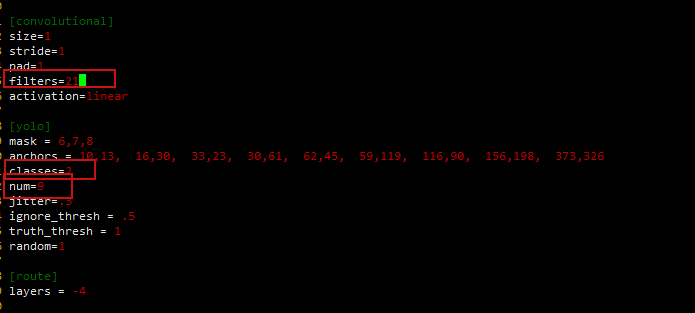 [convolutional]
size=1
stride=1
pad=1
filters=21
activation=linear
[yolo]
mask = 6,7,8
anchors = 10,13,  16,30,  33,23,  30,61,  62,45,  59,119,  116,90,  156,198,  373,326
classes=2
num=9
jitter=.3
ignore_thresh = .5
truth_thresh = 1
random=1
[route]
layers = -4